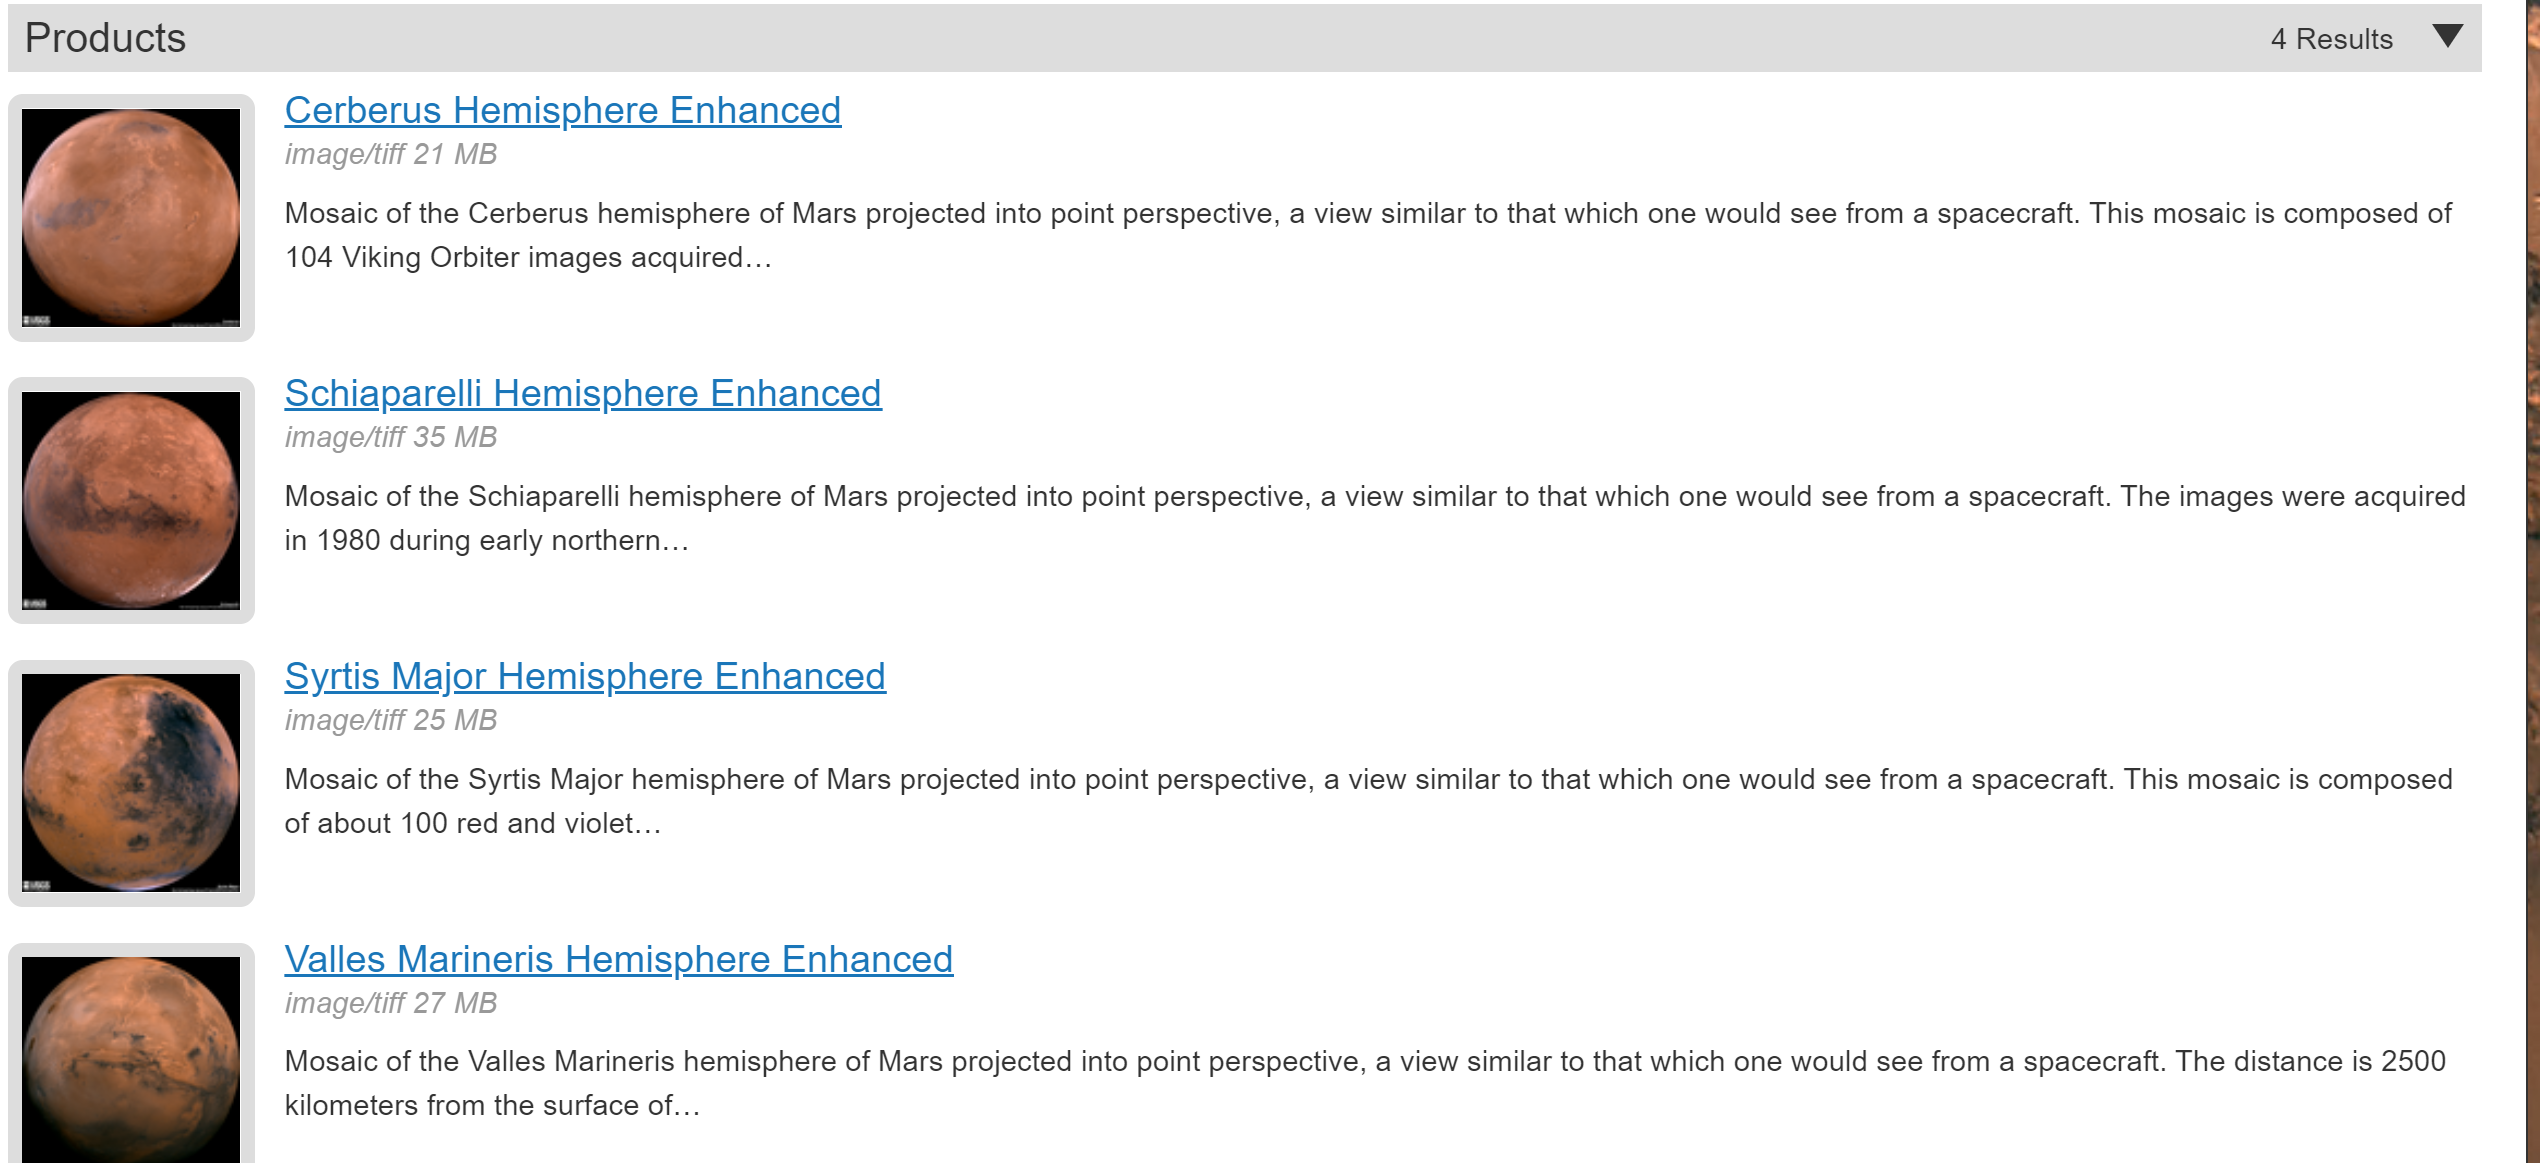 Products
4 Results
Cerberus Hemisphere Enhanced
image/tiff 21 MB
Mosaic of the Cerberus hemisphere of Mars projected into point perspective, a view similar to that which one would see from a spacecraft. This mosaic is composed of
104 Viking Orbiter images acquired…
Schiaparelli Hemisphere Enhanced
image/tiff 35 MB
Mosaic of the Schiaparelli hemisphere of Mars projected into point perspective, a view similar to that which one would see from a spacecraft. The images were acquired
in 1980 during early northern…
Syrtis Major Hemisphere Enhanced
image/tiff 25 MB
Mosaic of the Syrtis Major hemisphere of Mars projected into point perspective, a view similar to that which one would see from a spacecraft. This mosaic is composed
of about 100 red and violet…
Valles Marineris Hemisphere Enhanced
image/tiff 27 MB
Mosaic of the Valles Marineris hemisphere of Mars projected into point perspective, a view similar to that which one would see from a spacecraft. The distance is 2500
kilometers from the surface of…